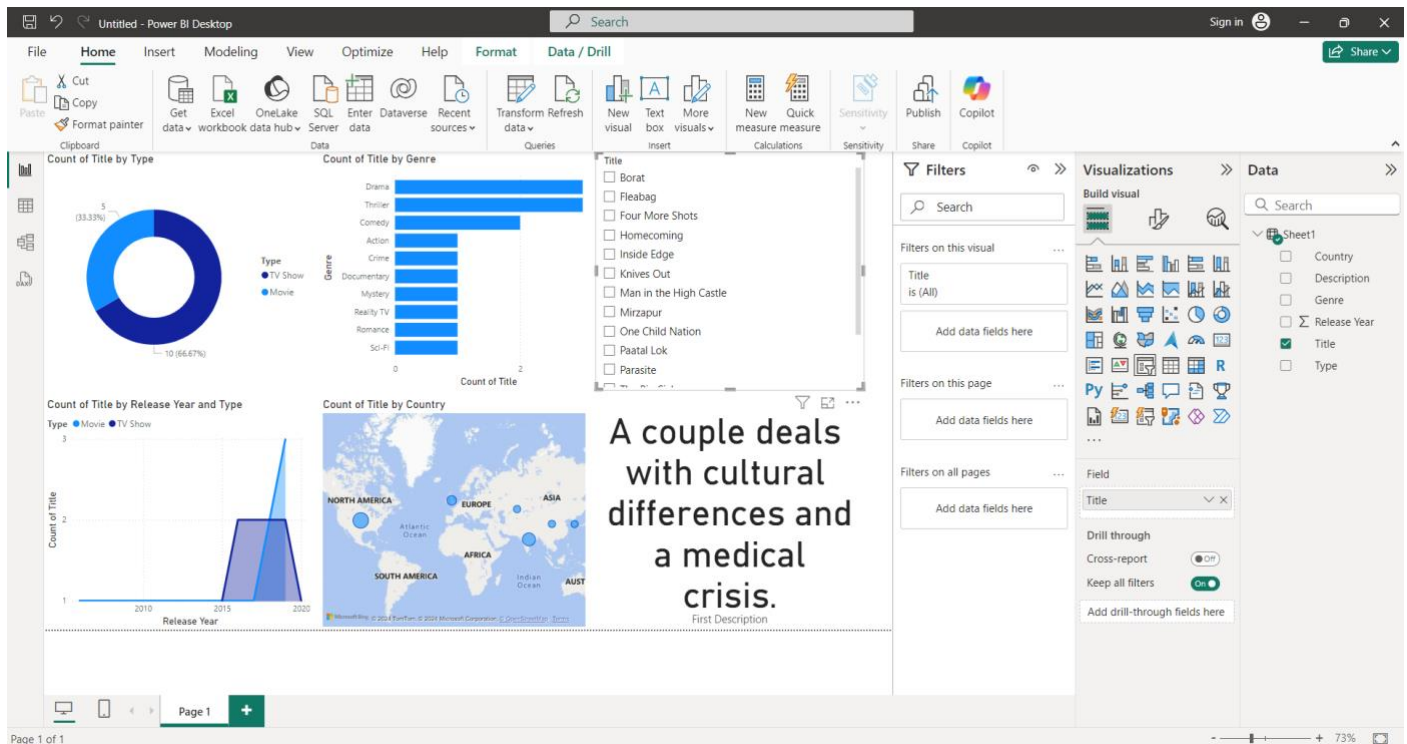 Untitled - Power BI Desktop
Search
Sign in
File Home Insert Modeling View Optimize Help Format Data / Drill
Share
Paste
Cut
Copy
Format painter
Clipboard
Get data
Excel workbook
OneLake data hub
SQL Server
Enter data
Dataverse
Recent sources
Data
Transform data
Refresh
Queries
New visual
Text box
More visuals
Insert
New measure
Quick measure
Calculations
Sensitivity
Sensitivity
Publish
Share
Copilot
Copilot
Count of Title by Type
5
(33.33%)
10 (66.67%)
Type
TV Show
Movie
Count of Title by Genre
Genre
Drama
Thriller
Comedy
Action
Crime
Documentary
Mystery
Reality TV
Romance
Sci-Fi
0 2
Count of Title
Title
Borat
Fleabag
Four More Shots
Homecoming
Inside Edge
Knives Out
Man in the High Castle
Mirzapur
One Child Nation
Paatal Lok
Parasite
Count of Title by Release Year and Type
Type Movie TV Show
Count of Title
3
2
1
2010 2015 2020
Release Year
Count of Title by Country
NORTH AMERICA
EUROPE
ASIA
Atlantic
Ocean
AFRICA
SOUTH AMERICA
Indian
Ocean
AUST
© 2024 TomTom, © 2024 Microsoft Corporation, © OpenStreetMap Terms
A couple deals
with cultural
differences and
a medical
crisis.
First Description
Filters
Search
Filters on this visual ...
Title
is (All)
Add data fields here
Filters on this page ...
Add data fields here
Filters on all pages ...
Add data fields here
Visualizations
Build visual
123
R
Py
...
Field
Title
Drill through
Cross-report Off
Keep all filters On
Add drill-through fields here
Data
Search
Sheet1
Country
Description
Genre
Σ Release Year
Title
Type
Page 1
+
Page 1 of 1
- + 73%